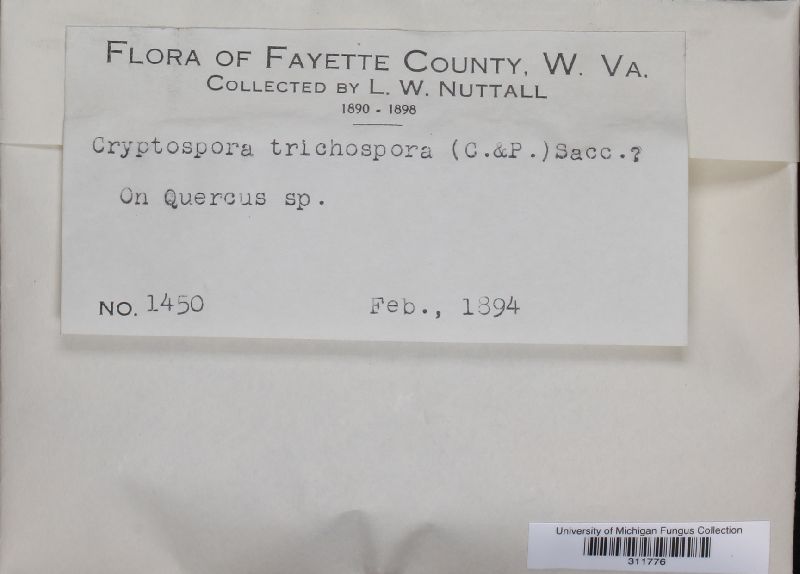 FLORA OF FAYETTE COUNTY, W. VA.
COLLECTED BY L. W. NUTTALL
1890 - 1898
Cryptospora trichospora (C.&P.)Sacc.?
On Quercus sp.
NO. 1450 Feb., 1894
University of Michigan Fungus Collection
311776